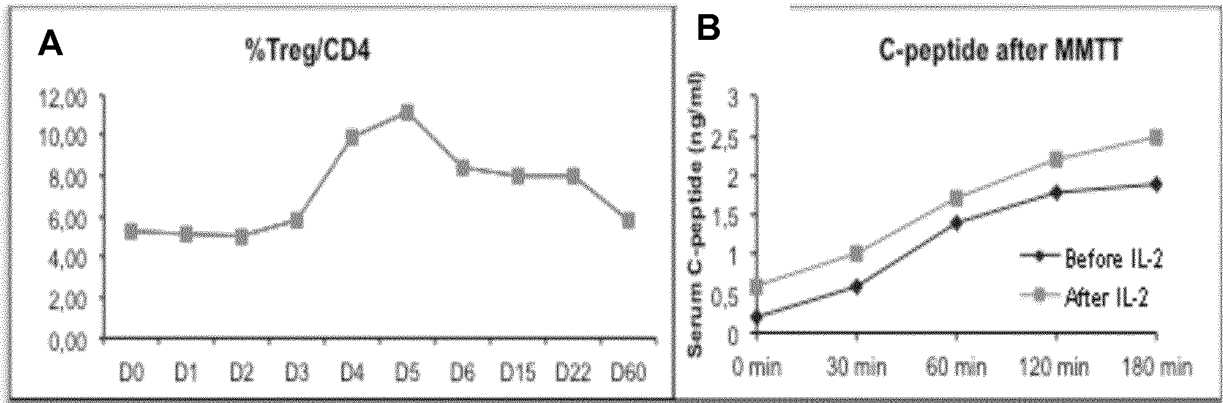 A
%Treg/CD4
12,00
10,00
8,00
6,00
4,00
2,00
0,00
D0 D1 D2 D3 D4 D5 D6 D15 D22 D60
B
C-peptide after MMTT
Serum C-peptide (ng/ml)
3
2,5
2
1,5
1
0,5
0
Before IL-2
After IL-2
0 min 30 min 60 min 120 min 180 min